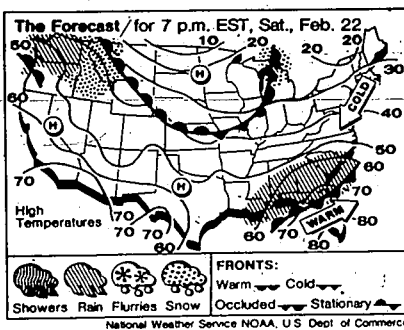 The Forecast / for 7 p.m. EST, Sat., Feb. 22
50 10 20 20 20
30
60 H COLD
40
H
50
60
70 H 70
High Temperatures 70 70 70 60 60 70 80 WARM 80
Showers Rain Flurries Snow
FRONTS:
Warm Cold
Occluded Stationary
National Weather Service NOAA, U S Dept of Commerce